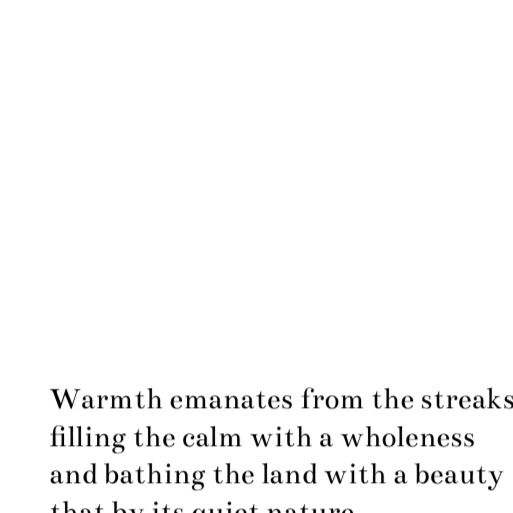 Warmth emanates from the streaks
filling the calm with a wholeness
and bathing the land with a beauty
that by its quiet nature